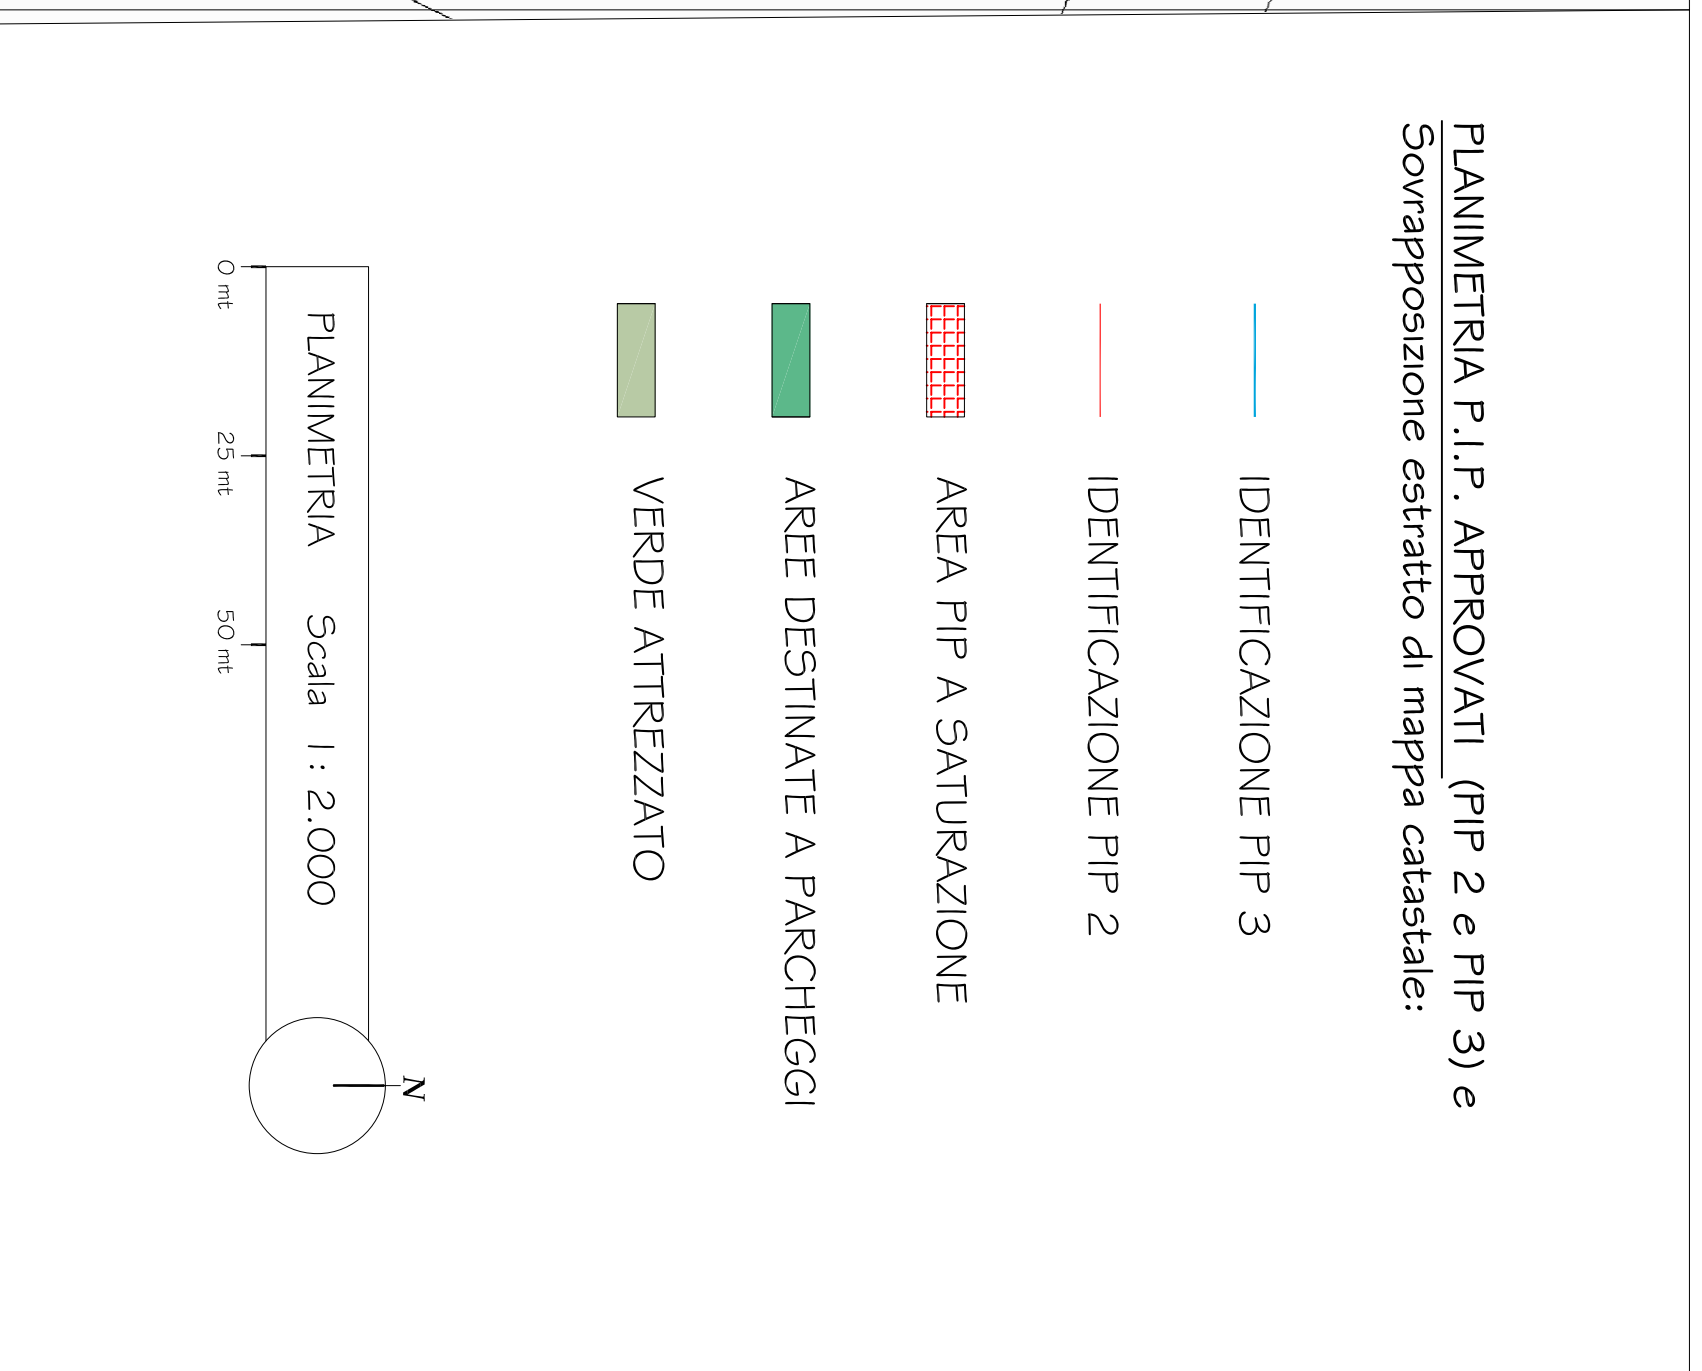 PLANIMETRIA P.I.P. APPROVATI (PIP 2 e PIP 3) e
Sovrapposizione estratto di mappa catastale:
IDENTIFICAZIONE PIP 3
IDENTIFICAZIONE PIP 2
AREA PIP A SATURAZIONE
AREE DESTINATE A PARCHEGGI
VERDE ATTREZZATO
N
PLANIMETRIA Scala 1: 2.000
0 mt 25 mt 50 mt